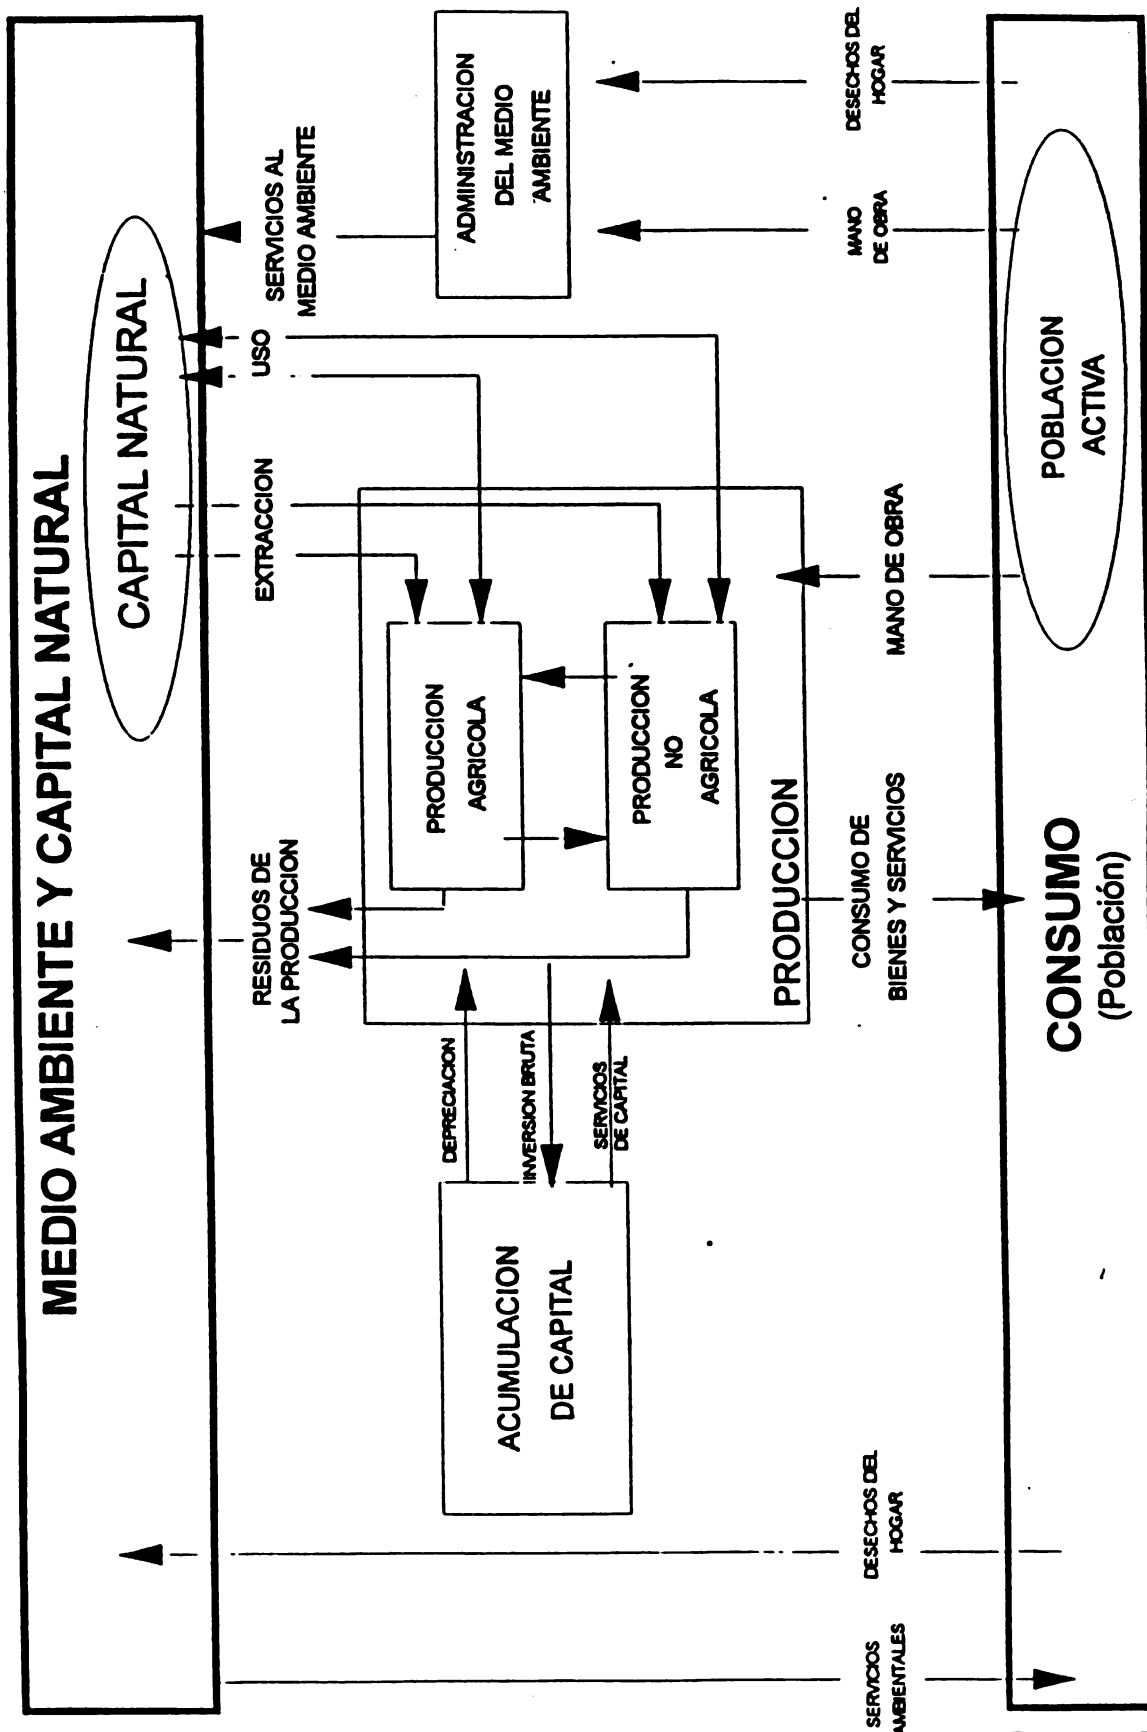 MEDIO AMBIENTE Y CAPITAL NATURAL
CAPITAL NATURAL
SERVICIOS
AMBIENTALES
DESECHOS DEL
HOGAR
RESIDUOS DE
LA PRODUCCION
EXTRACCION
USO
SERVICIOS AL
MEDIO AMBIENTE
ACUMULACION
DE CAPITAL
DEPRECIACION
INVERSION BRUTA
SERVICIOS
DE CAPITAL
PRODUCCION
AGRICOLA
PRODUCCION
NO
AGRICOLA
PRODUCCION
ADMINISTRACION
DEL MEDIO
AMBIENTE
CONSUMO DE
BIENES Y SERVICIOS
MANO DE OBRA
MANO
DE OBRA
DESECHOS DEL
HOGAR
CONSUMO
(Población)
POBLACION
ACTIVA